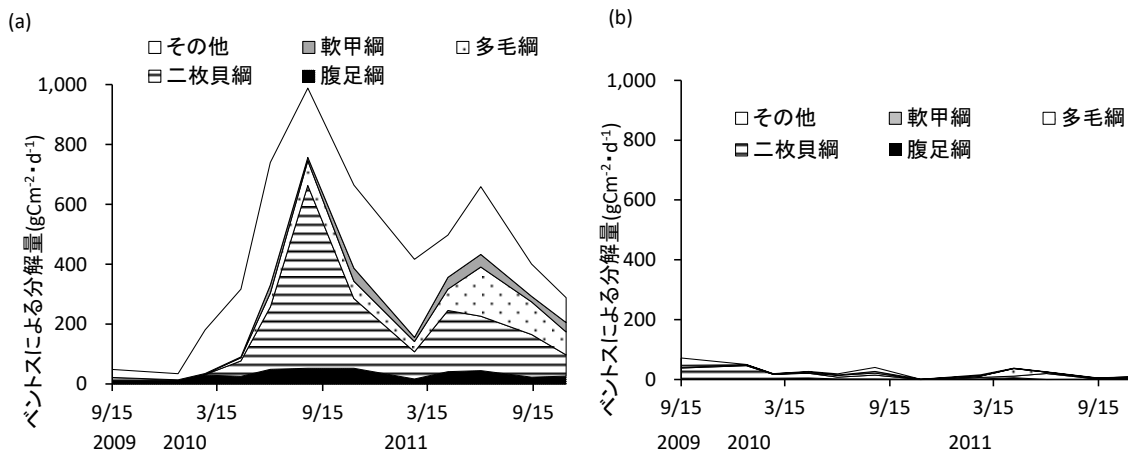 (a)
□その他 ■軟甲綱 □多毛綱
□二枚貝綱 ■腹足綱
ベントスによる分解量(gCm⁻²・d⁻¹)
1,000
800
600
400
200
0
9/15 3/15 9/15 3/15 9/15
2009 2010 2011
(b)
□その他 ■軟甲綱 □多毛綱
□二枚貝綱 ■腹足綱
ベントスによる分解量(gCm⁻²・d⁻¹)
1,000
800
600
400
200
0
9/15 3/15 9/15 3/15 9/15
2009 2010 2011